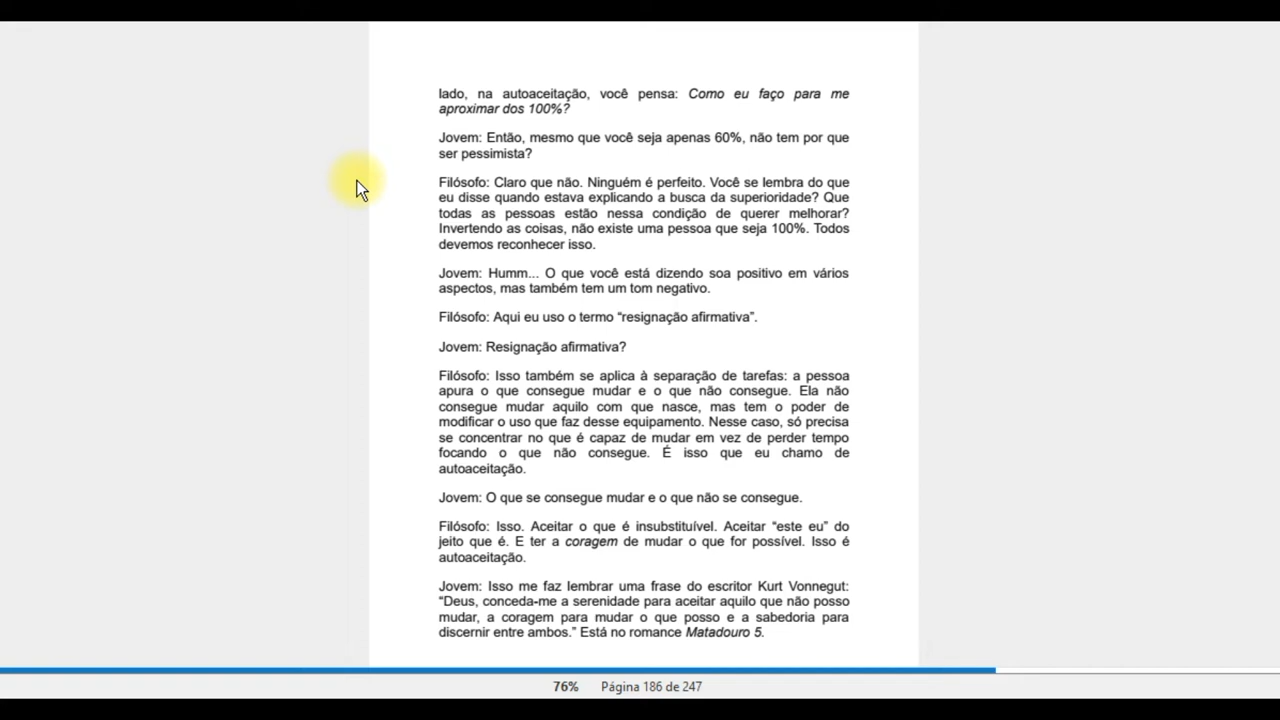 lado, na autoaceitação, você pensa: Como eu faço para me
aproximar dos 100%?
Jovem: Então, mesmo que você seja apenas 60%, não tem por que
ser pessimista?
Filósofo: Claro que não. Ninguém é perfeito. Você se lembra do que
eu disse quando estava explicando a busca da superioridade? Que
todas as pessoas estão nessa condição de querer melhorar?
Invertendo as coisas, não existe uma pessoa que seja 100%. Todos
devemos reconhecer isso.
Jovem: Humm... O que você está dizendo soa positivo em vários
aspectos, mas também tem um tom negativo.
Filósofo: Aqui eu uso o termo “resignação afirmativa”.
Jovem: Resignação afirmativa?
Filósofo: Isso também se aplica à separação de tarefas: a pessoa
apura o que consegue mudar e o que não consegue. Ela não
consegue mudar aquilo com que nasce, mas tem o poder de
modificar o uso que faz desse equipamento. Nesse caso, só precisa
se concentrar no que é capaz de mudar em vez de perder tempo
focando o que não consegue. É isso que eu chamo de
autoaceitação.
Jovem: O que se consegue mudar e o que não se consegue.
Filósofo: Isso. Aceitar o que é insubstituível. Aceitar “este eu” do
jeito que é. E ter a coragem de mudar o que for possível. Isso é
autoaceitação.
Jovem: Isso me faz lembrar uma frase do escritor Kurt Vonnegut:
“Deus, conceda-me a serenidade para aceitar aquilo que não posso
mudar, a coragem para mudar o que posso e a sabedoria para
discernir entre ambos.” Está no romance Matadouro 5.
76% Página 186 de 247